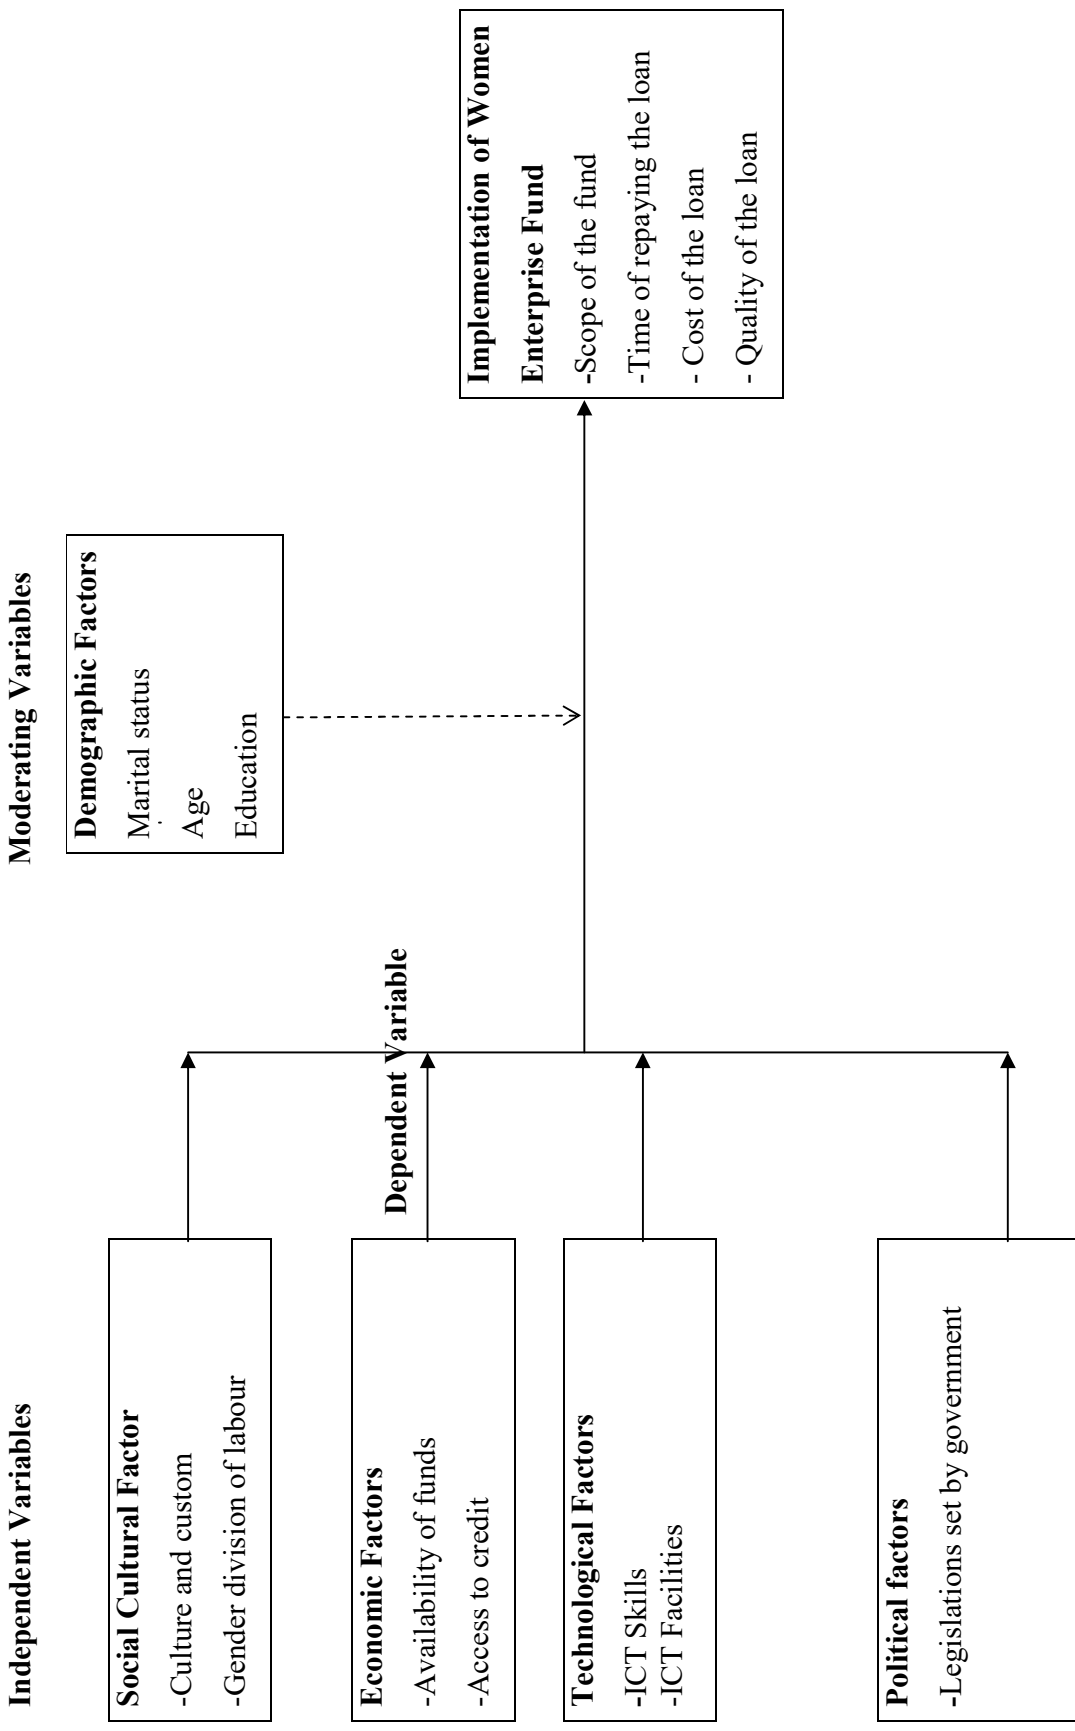 Independent Variables
Moderating Variables
Social Cultural Factor
-Culture and custom
-Gender division of labour
Economic Factors
-Availability of funds
-Access to credit
Technological Factors
-ICT Skills
-ICT Facilities
Political factors
-Legislations set by government
Dependent Variable
Demographic Factors
Marital status
Age
Education
Implementation of Women
Enterprise Fund
-Scope of the fund
-Time of repaying the loan
- Cost of the loan
- Quality of the loan